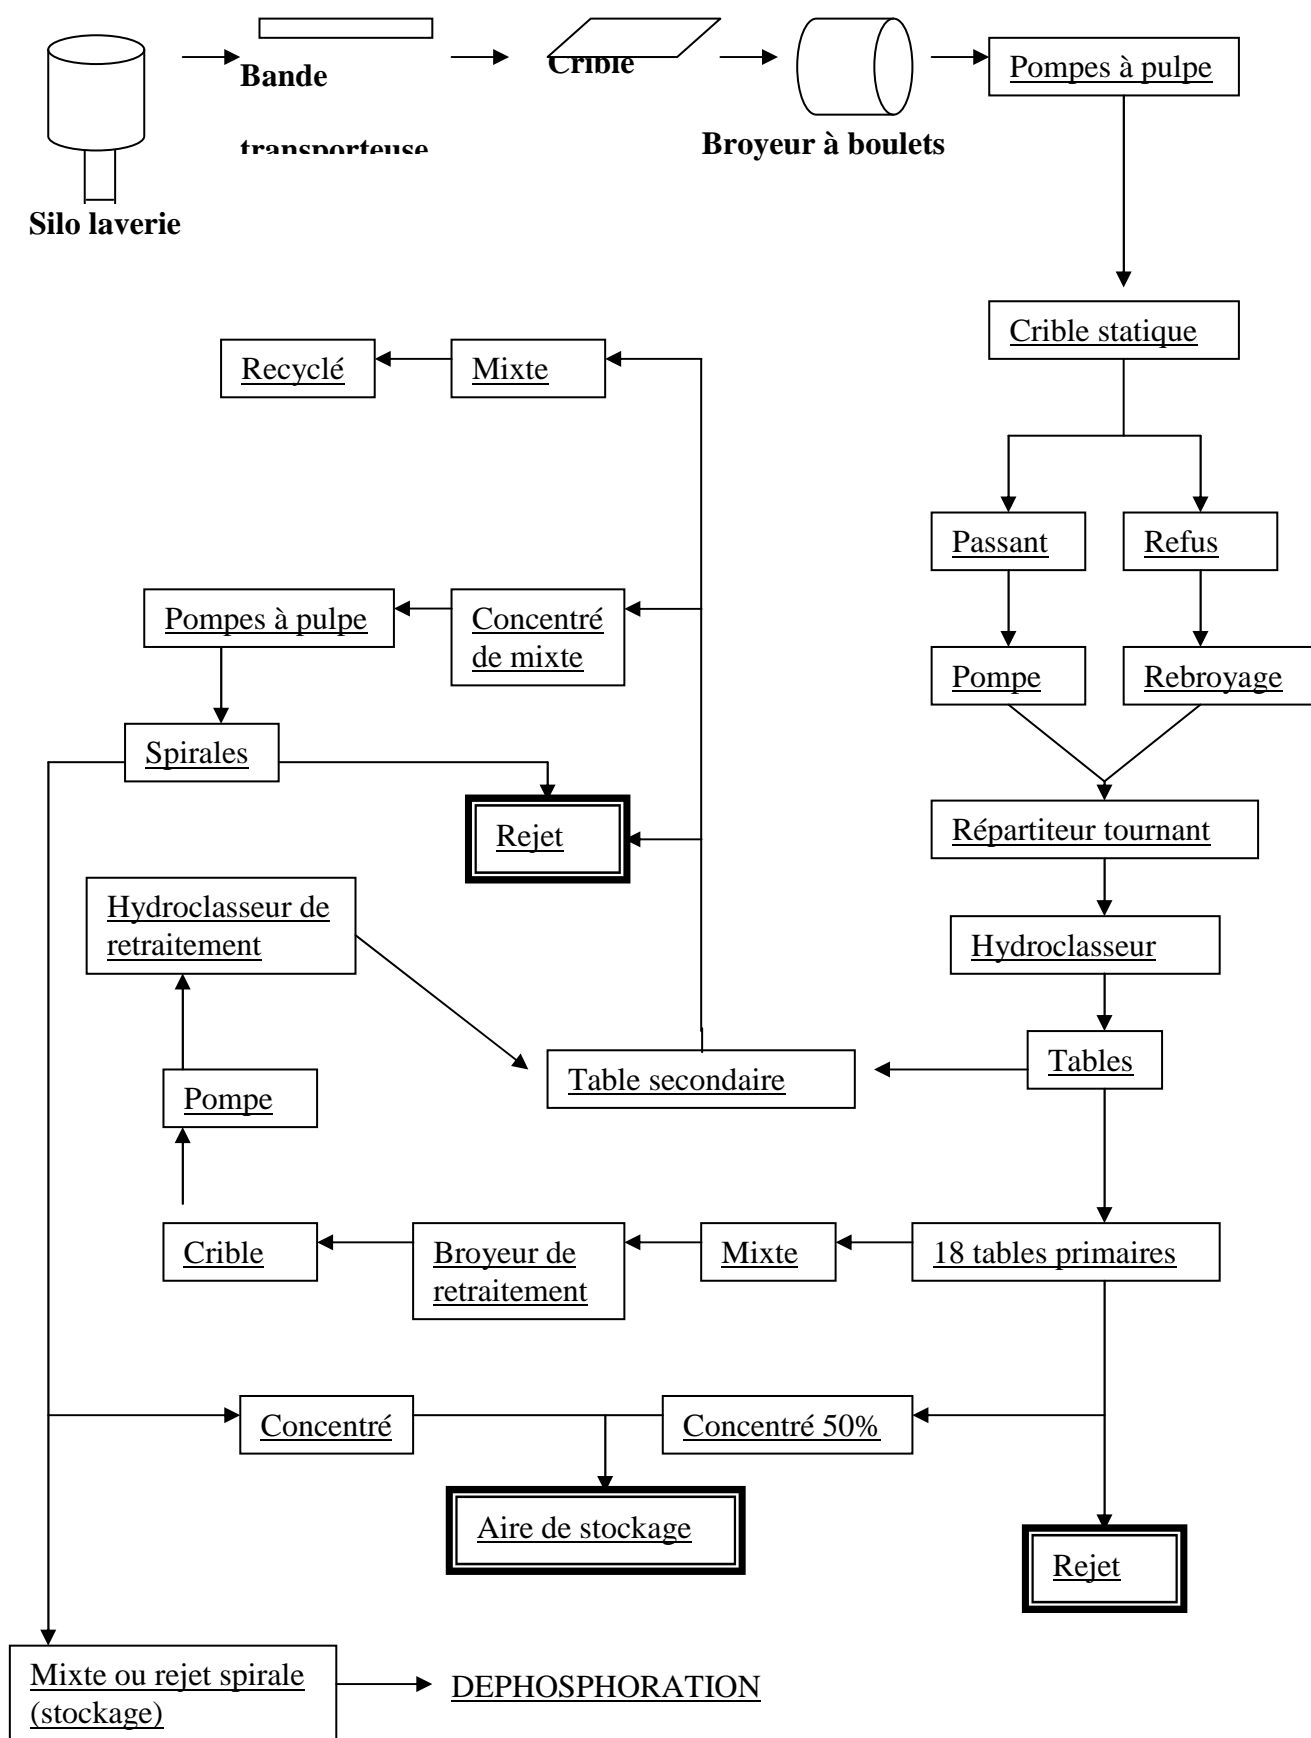 Bande
transporteuse
Crible
Silo laverie
Broyeur à boulets
Pompes à pulpe
Crible statique
Recyclé
Mixte
Passant
Refus
Pompes à pulpe
Concentré
de mixte
Pompe
Rebroyage
Spirales
Rejet
Répartiteur tournant
Hydroclasseur de
retraitement
Hydroclasseur
Tables
Table secondaire
Pompe
Crible
Broyeur de
retraitement
Mixte
18 tables primaires
Concentré
Concentré 50%
Aire de stockage
Rejet
Mixte ou rejet spirale
(stockage)
DEPHOSPHORATION